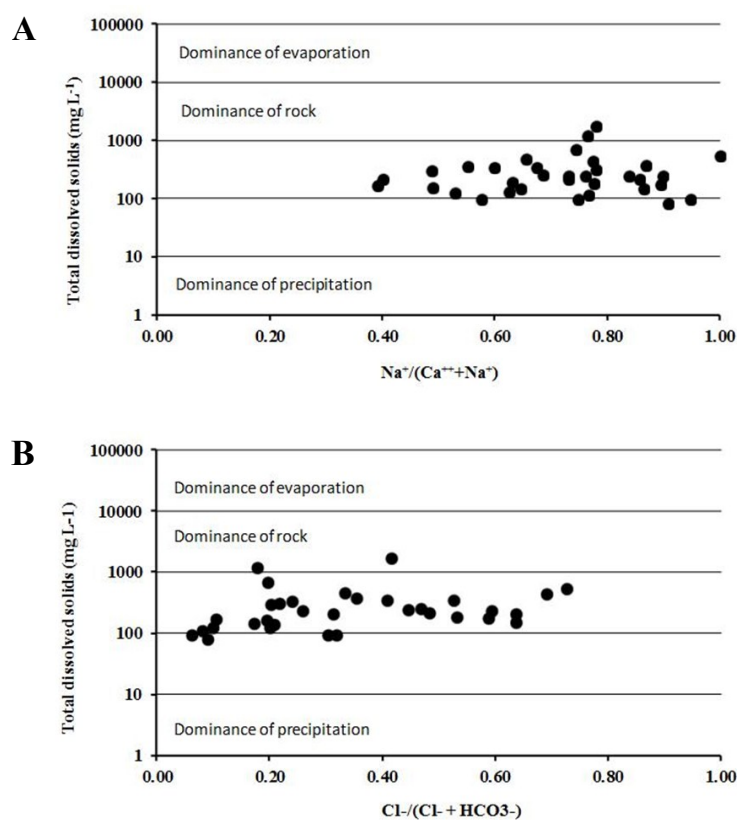 A
100000
Dominance of evaporation
10000
Dominance of rock
1000
100
10
Dominance of precipitation
1
0.00 0.20 0.40 0.60 0.80 1.00
Total dissolved solids (mg L⁻¹)
Na⁺/(Ca⁺⁺+Na⁺)
B
100000
Dominance of evaporation
10000
Dominance of rock
1000
100
10
Dominance of precipitation
1
0.00 0.20 0.40 0.60 0.80 1.00
Total dissolved solids (mg L-1)
Cl-/(Cl- + HCO3-)